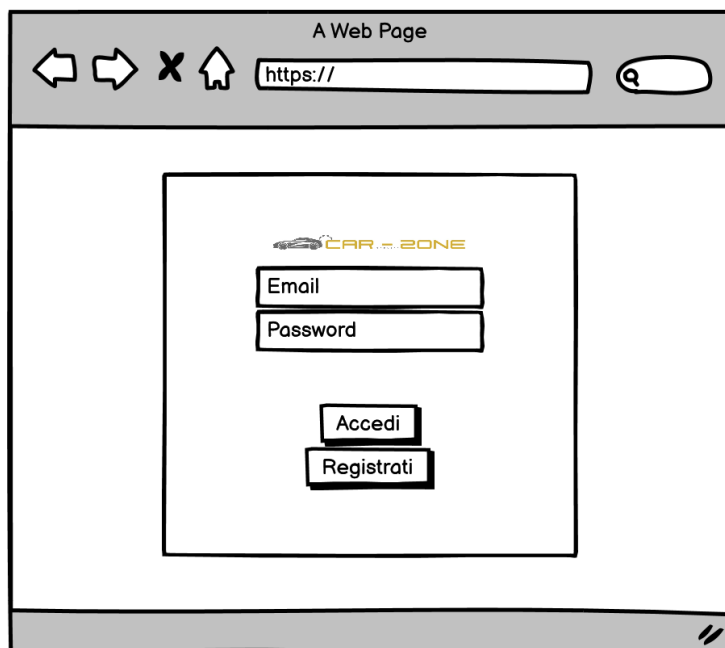 A Web Page
https://
CAR - ZONE
Email
Password
Accedi
Registrati